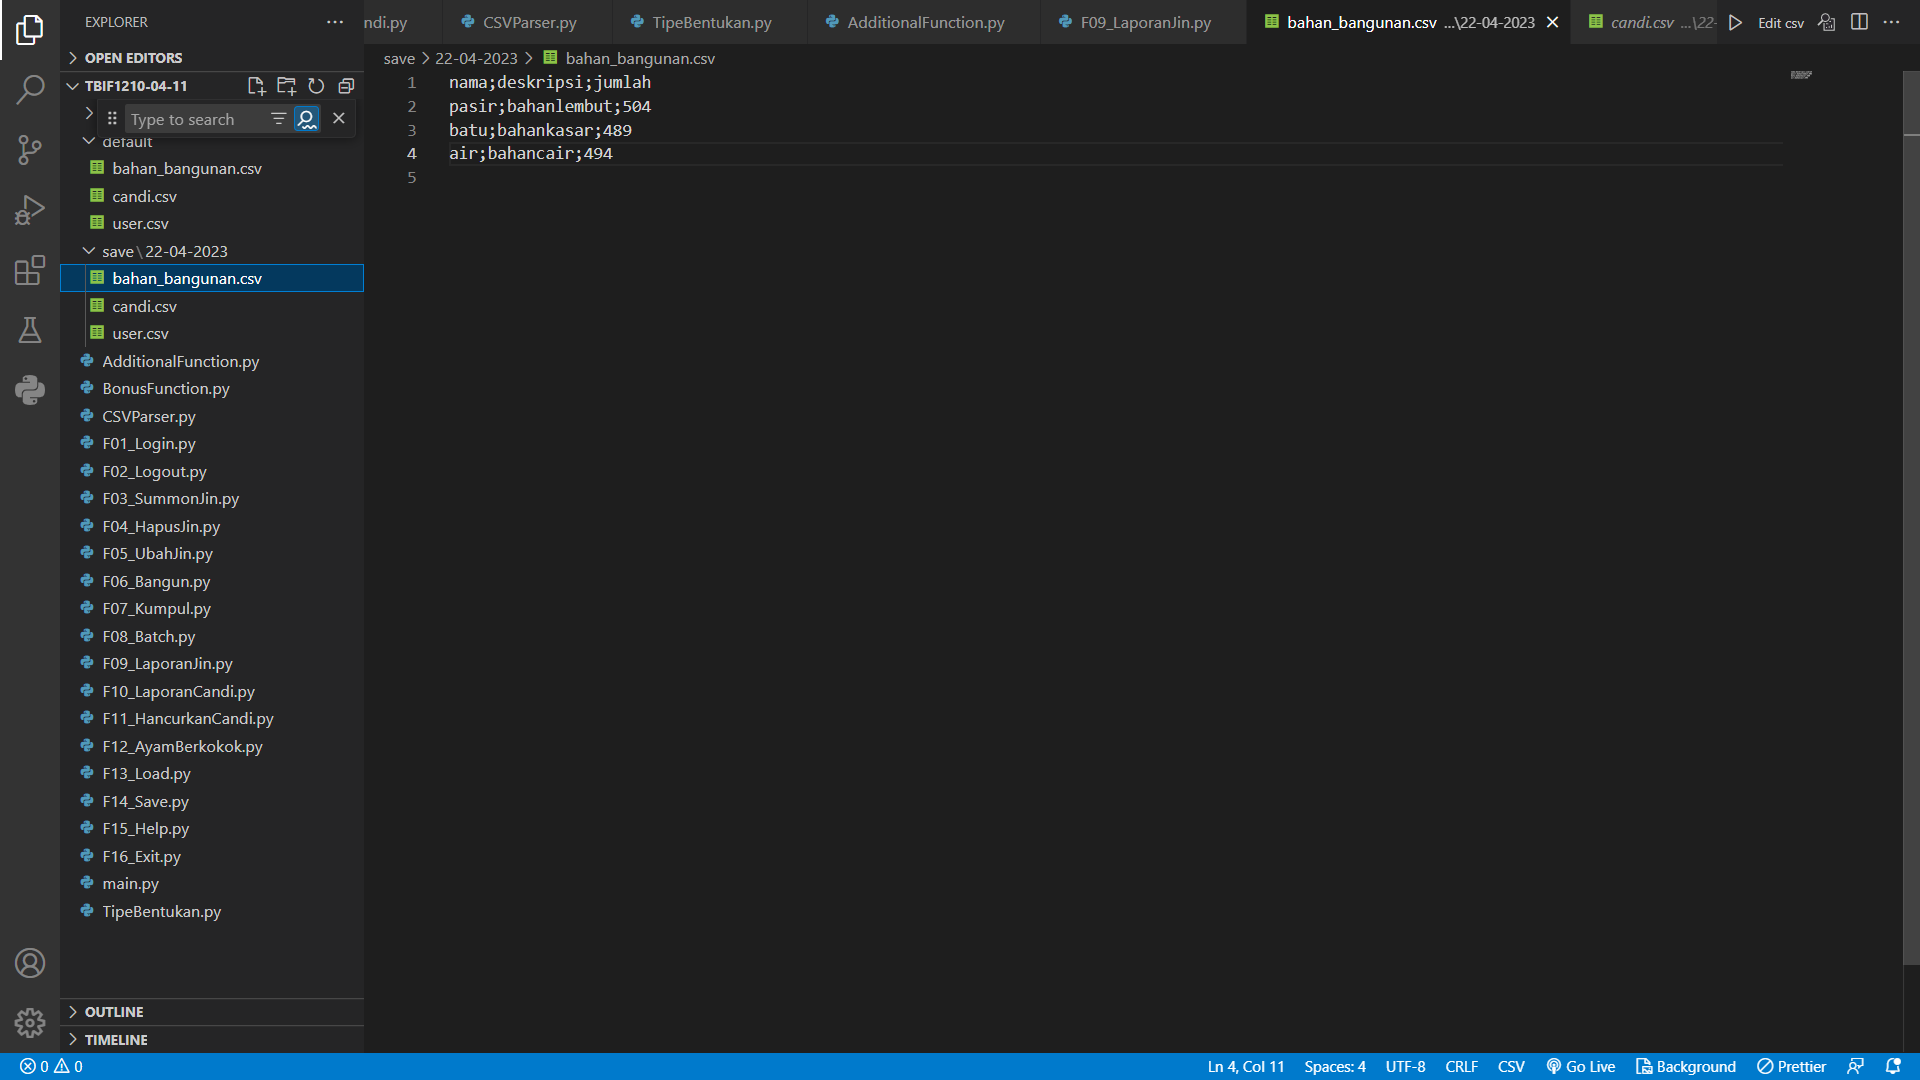 EXPLORER
OPEN EDITORS
TBIF1210-04-11
Type to search
default
bahan_bangunan.csv
candi.csv
user.csv
save\22-04-2023
bahan_bangunan.csv
candi.csv
user.csv
AdditionalFunction.py
BonusFunction.py
CSVParser.py
F01_Login.py
F02_Logout.py
F03_SummonJin.py
F04_HapusJin.py
F05_UbahJin.py
F06_Bangun.py
F07_Kumpul.py
F08_Batch.py
F09_LaporanJin.py
F10_LaporanCandi.py
F11_HancurkanCandi.py
F12_AyamBerkokok.py
F13_Load.py
F14_Save.py
F15_Help.py
F16_Exit.py
main.py
TipeBentukan.py
OUTLINE
TIMELINE
ndi.py CSVParser.py TipeBentukan.py AdditionalFunction.py F09_LaporanJin.py bahan_bangunan.csv ...\22-04-2023 candi.csv ...\22- Edit csv
save > 22-04-2023 > bahan_bangunan.csv
1 nama;deskripsi;jumlah
2 pasir;bahanlembut;504
3 batu;bahankasar;489
4 air;bahancair;494
5
0 0 Ln 4, Col 11 Spaces: 4 UTF-8 CRLF CSV Go Live Background Prettier